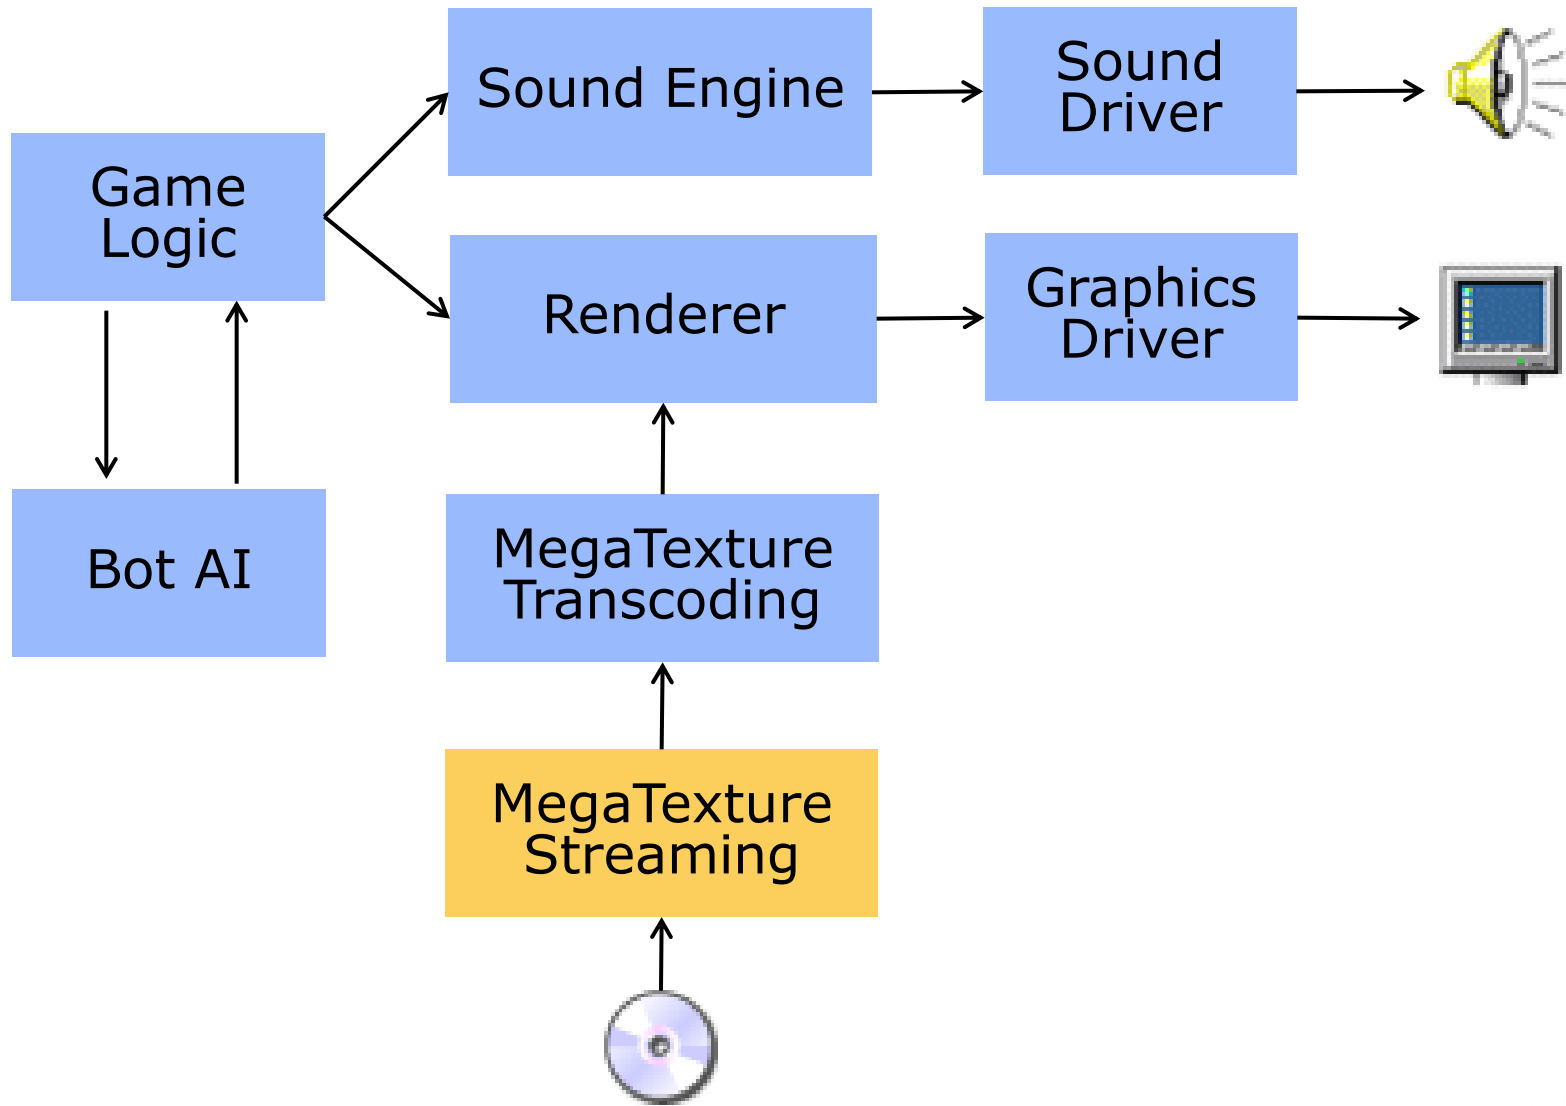 Sound Engine
Sound
Driver
Game
Logic
Renderer
Graphics
Driver
Bot AI
MegaTexture
Transcoding
MegaTexture
Streaming